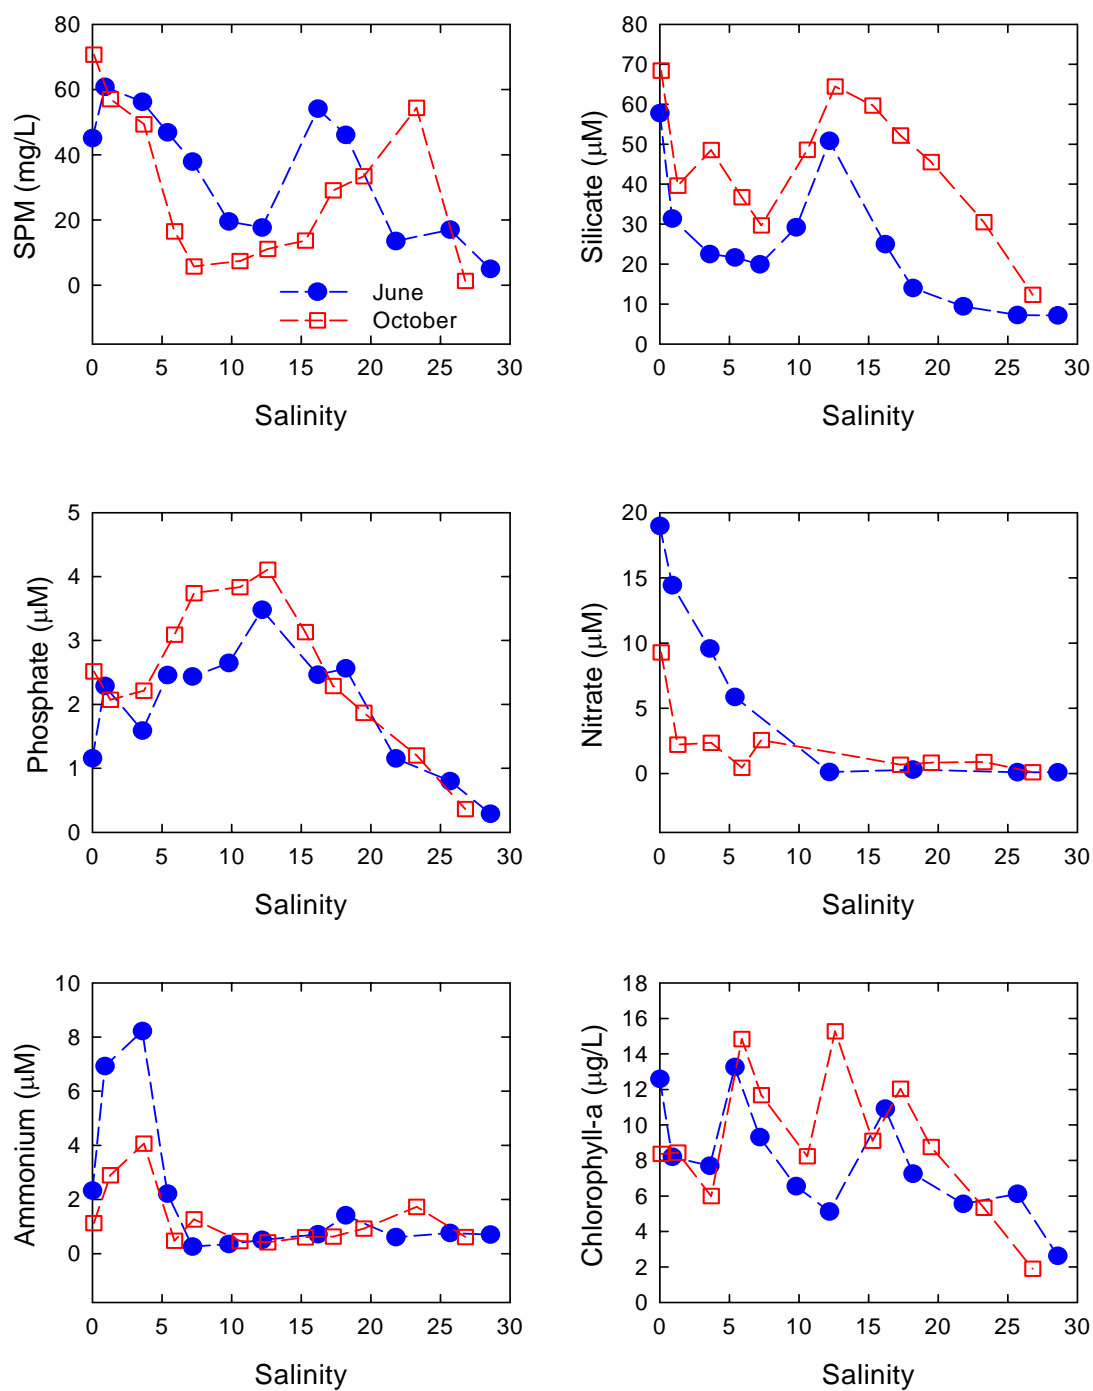 SPM (mg/L)
80
60
40
20
0
June
October
0 5 10 15 20 25 30
Salinity
Silicate (μM)
80
70
60
50
40
30
20
10
0
0 5 10 15 20 25 30
Salinity
Phosphate (μM)
5
4
3
2
1
0
0 5 10 15 20 25 30
Salinity
Nitrate (μM)
20
15
10
5
0
0 5 10 15 20 25 30
Salinity
Ammonium (μM)
10
8
6
4
2
0
0 5 10 15 20 25 30
Salinity
Chlorophyll-a (μg/L)
18
16
14
12
10
8
6
4
2
0
0 5 10 15 20 25 30
Salinity